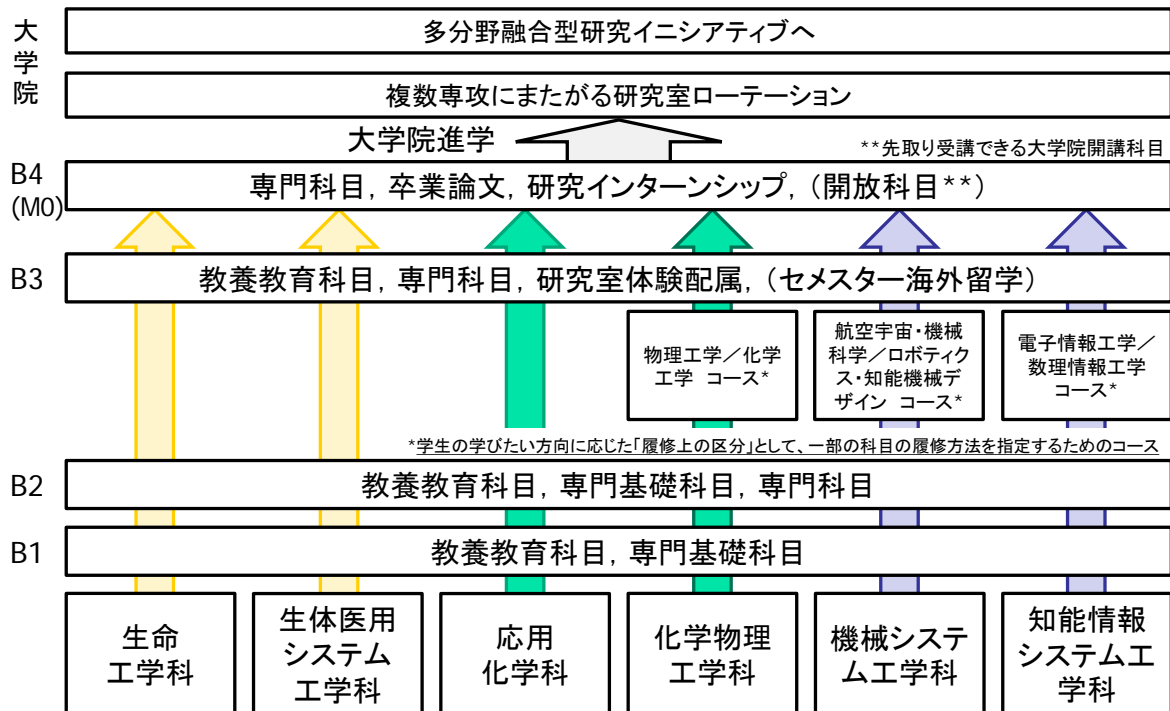 大
学
院
多分野融合型研究イニシアティブへ
複数専攻にまたがる研究室ローテーション
大学院進学
**先取り受講できる大学院開講科目
B4
(M0)
専門科目, 卒業論文, 研究インターンシップ, (開放科目**)
B3
教養教育科目, 専門科目, 研究室体験配属, (セメスター海外留学)
物理工学／化学
工学 コース*
航空宇宙・機械
科学／ロボティク
ス・知能機械デ
ザイン コース*
電子情報工学／
数理情報工学
コース*
*学生の学びたい方向に応じた「履修上の区分」として、一部の科目の履修方法を指定するためのコース
B2
教養教育科目, 専門基礎科目, 専門科目
B1
教養教育科目, 専門基礎科目
生命
工学科
生体医用
システム
工学科
応用
化学科
化学物理
工学科
機械システ
ム工学科
知能情報
システム工
学科